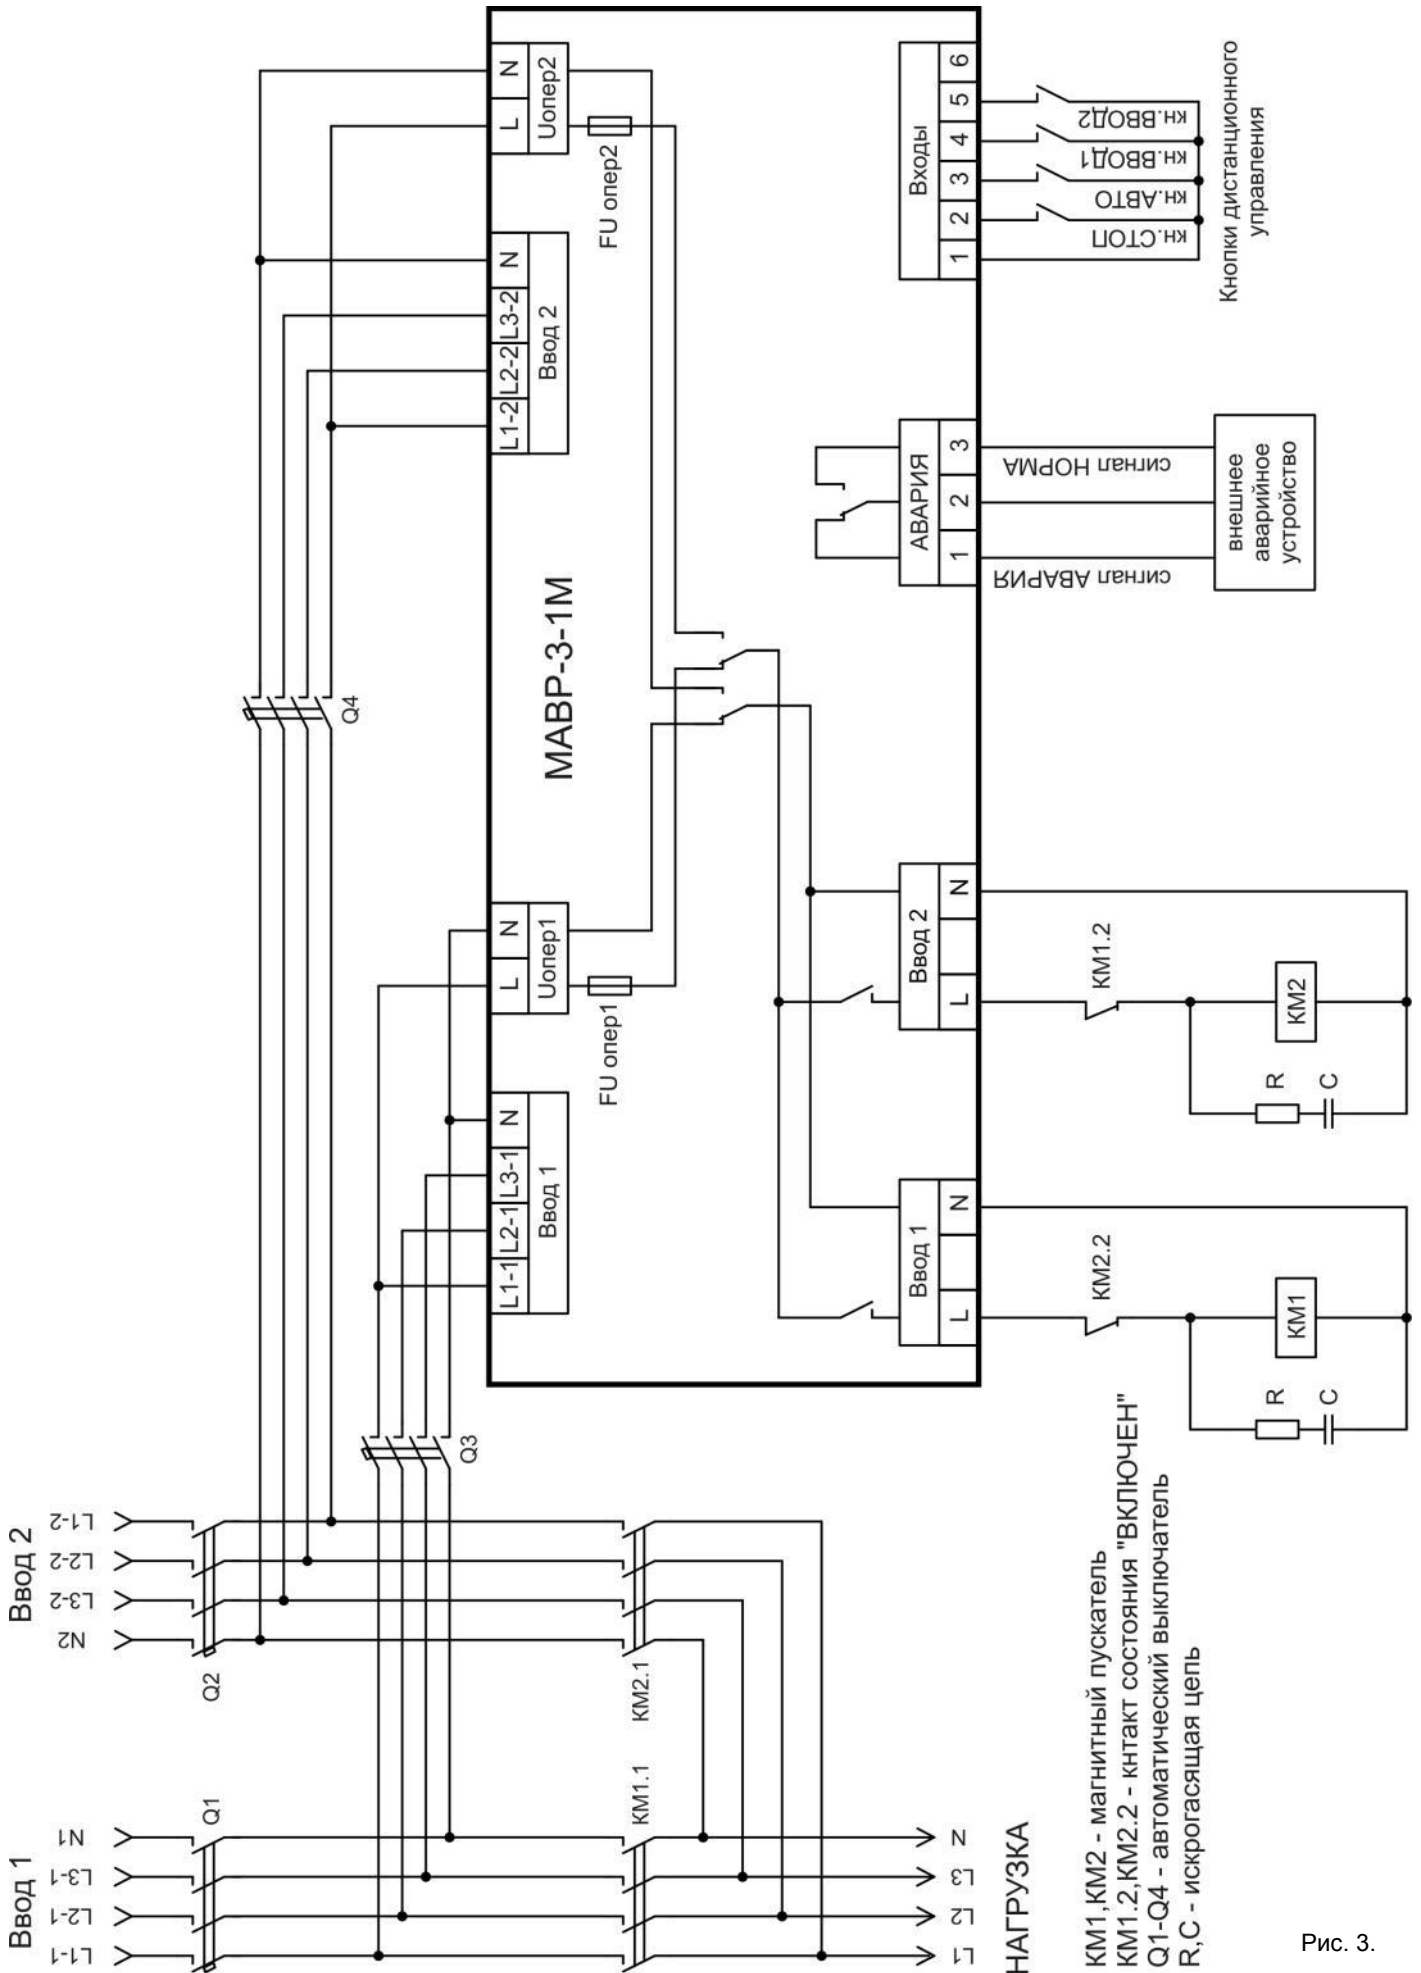 Ввод 1
L1-1
L2-1
L3-1
N1
Q1
Ввод 2
N2
L3-2
L2-2
L1-2
Q2
KM1.1
KM2.1
L1
L2
L3
N
НАГРУЗКА
Q3
Q4
L1-1
L2-1
L3-1
N
Ввод 1
L
N
Uопер1
FU опер1
L1-2
L2-2
L3-2
N
Ввод 2
L
N
Uопер2
FU опер2
МАВР-3-1М
Ввод 1
L
N
Ввод 2
L
N
АВАРИЯ
1
2
3
Входы
1
2
3
4
5
6
KM2.2
KM1
R
C
KM1.2
KM2
R
C
сигнал АВАРИЯ
сигнал НОРМА
внешнее
аварийное
устройство
кн.СТОП
кн.АВТО
кн.ВВОД1
кн.ВВОД2
Кнопки дистанционного
управления
KM1,KM2 - магнитный пускатель
KM1.2,KM2.2 - кнтакт состояния "ВКЛЮЧЕН"
Q1-Q4 - автоматический выключатель
R,C - искрогасящая цепь
Рис. 3.